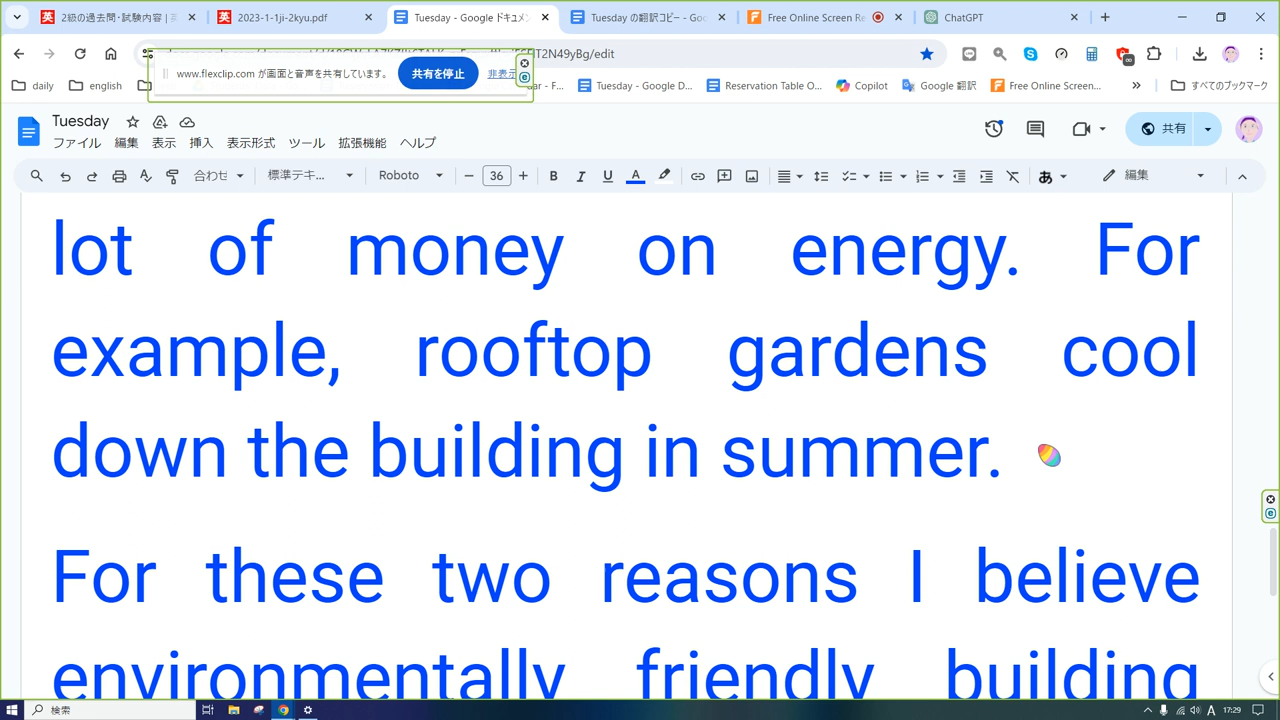 2級の過去問・試験内容 | 英
2023-1-1ji-2kyu.pdf
Tuesday - Google ドキュメン
Tuesday の翻訳コピー - Goo
Free Online Screen Re
ChatGPT
T2N49yBg/edit
www.flexclip.com が画面と音声を共有しています。
共有を停止
非表示
daily
english
dar - F...
Tuesday - Google D...
Reservation Table O...
Copilot
Google 翻訳
Free Online Screen...
»
すべてのブックマーク
Tuesday
共有
ファイル 編集 表示 挿入 表示形式 ツール 拡張機能 ヘルプ
合わせ
標準テキ...
Roboto
36
B I U A
あ
編集
lot of money on energy. For
example, rooftop gardens cool
down the building in summer.
For these two reasons I believe
environmentally friendly building
検索
A
17:29